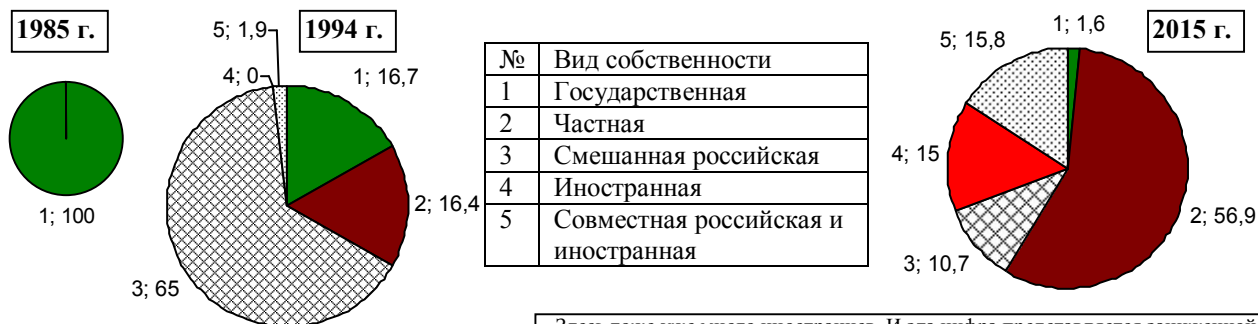 1985 г.
1; 100
1994 г.
5; 1,9
4; 0
1; 16,7
2; 16,4
3; 65
№ Вид собственности
1 Государственная
2 Частная
3 Смешанная российская
4 Иностранная
5 Совместная российская и
иностранная
2015 г.
1; 1,6
5; 15,8
4; 15
3; 10,7
2; 56,9